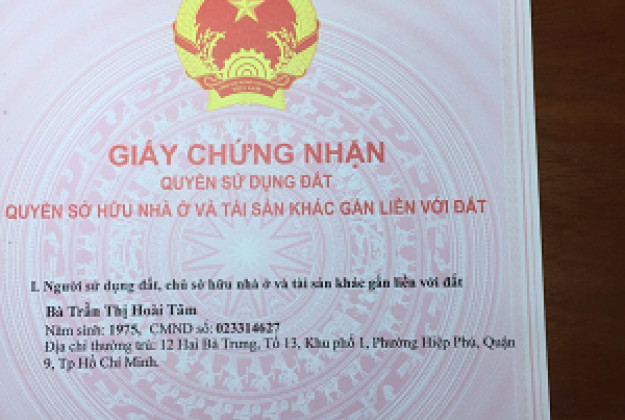 GIẤY CHỨNG NHẬN
QUYỀN SỬ DỤNG ĐẤT
QUYỀN SỞ HỮU NHÀ Ở VÀ TÀI SẢN KHÁC GẮN LIỀN VỚI ĐẤT
I. Người sử dụng đất, chủ sở hữu nhà ở và tài sản khác gắn liền với đất
Bà Trần Thị Hoài Tâm
Năm sinh: 1975, CMND số: 023314627
Địa chỉ thường trú: 12 Hai Bà Trưng, Tổ 13, Khu phố 1, Phường Hiệp Phú, Quận
9, Tp Hồ Chí Minh.